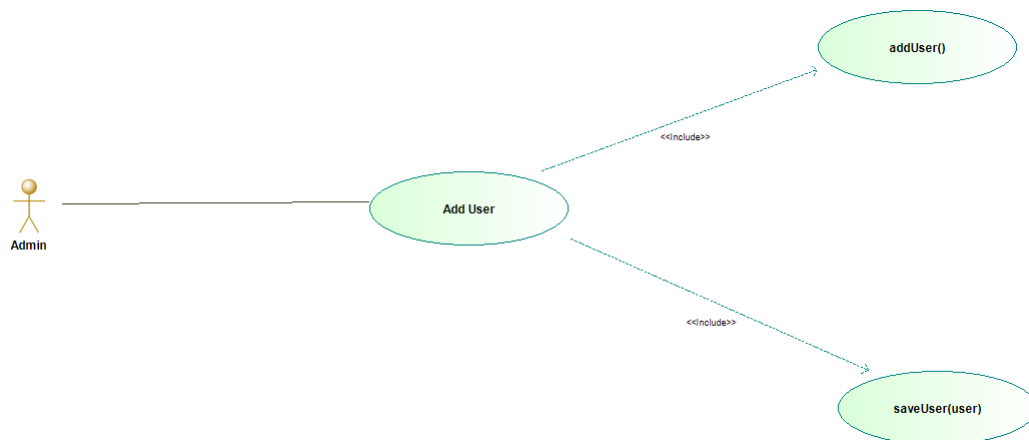 addUser()
<<Include>>
Add User
Admin
<<Include>>
saveUser(user)